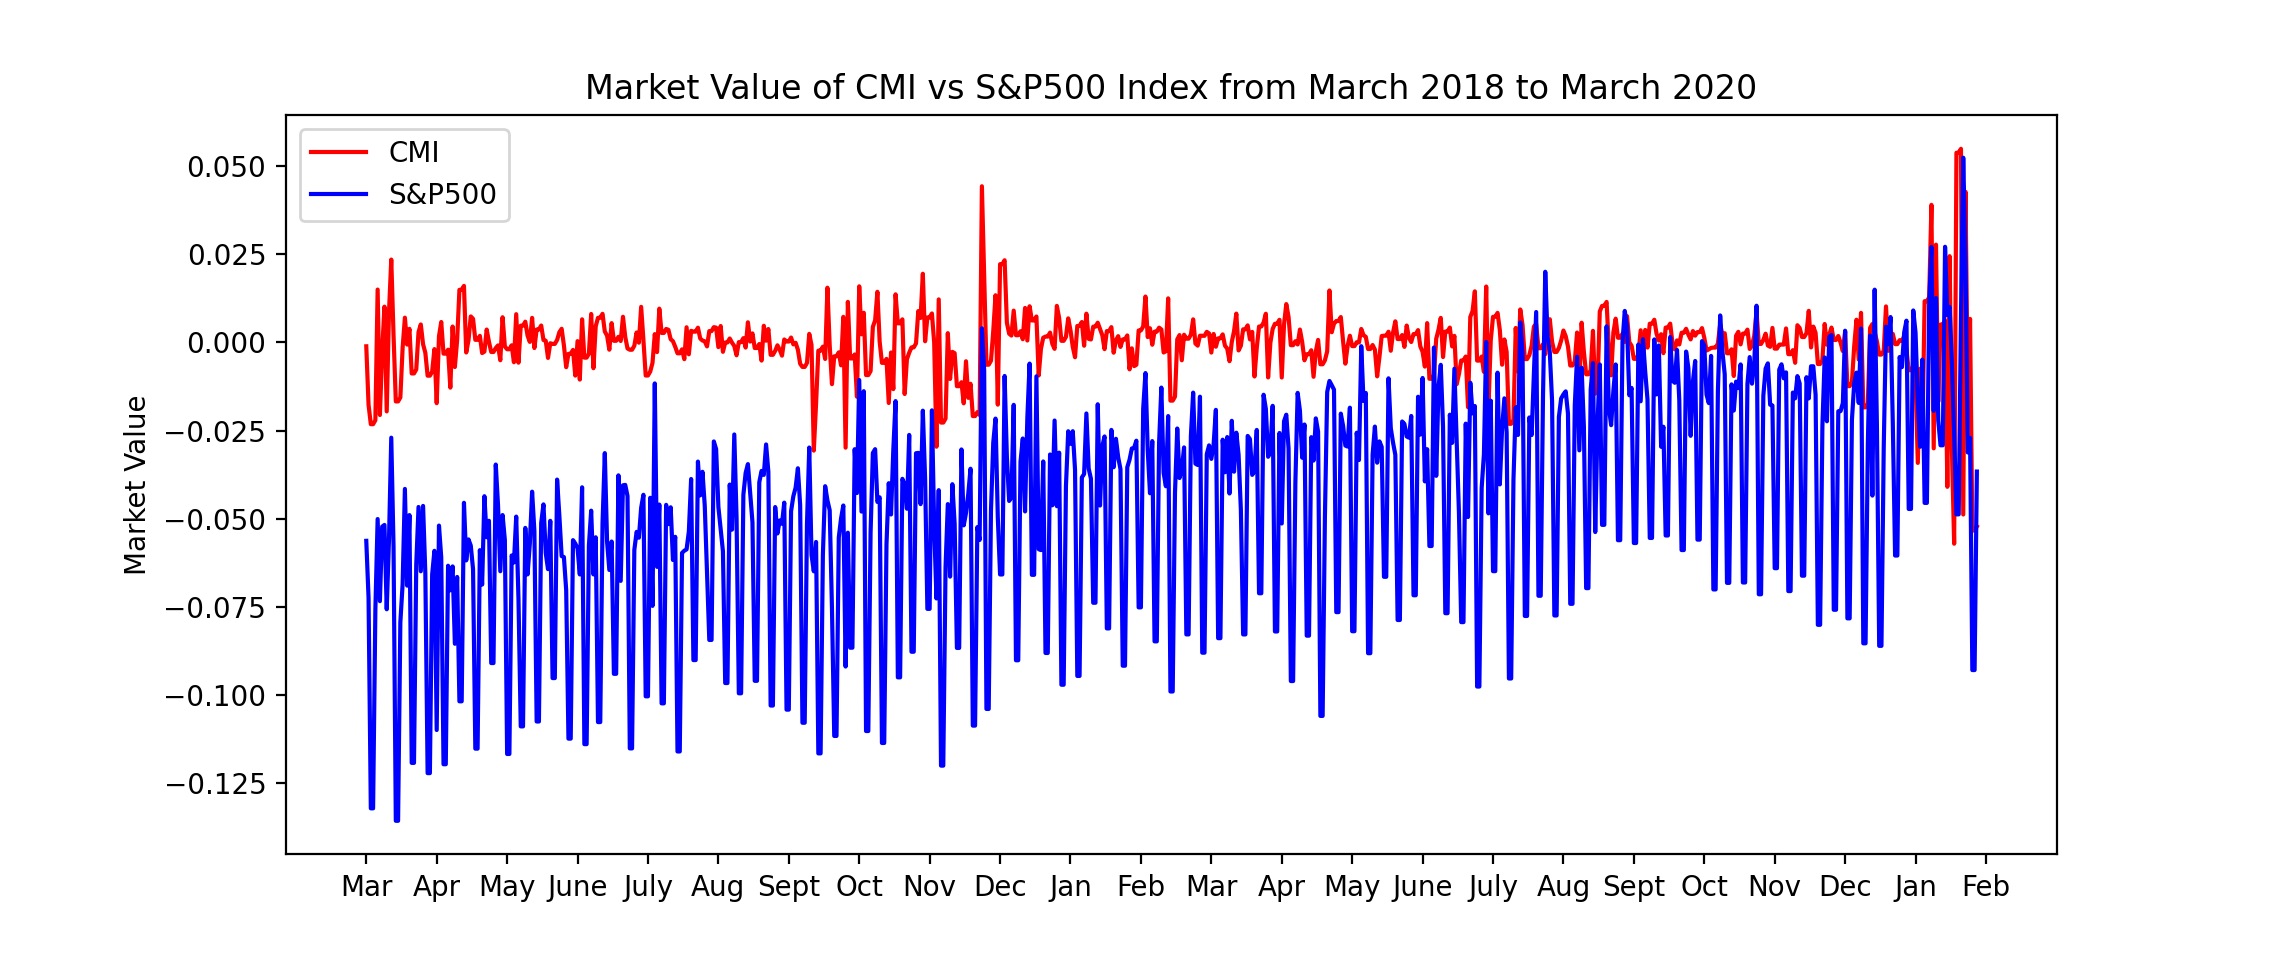 Market Value of CMI vs S&P500 Index from March 2018 to March 2020
CMI
S&P500
0.050
0.025
0.000
−0.025
−0.050
−0.075
−0.100
−0.125
Market Value
Mar Apr May June July Aug Sept Oct Nov Dec Jan Feb Mar Apr May June July Aug Sept Oct Nov Dec Jan Feb